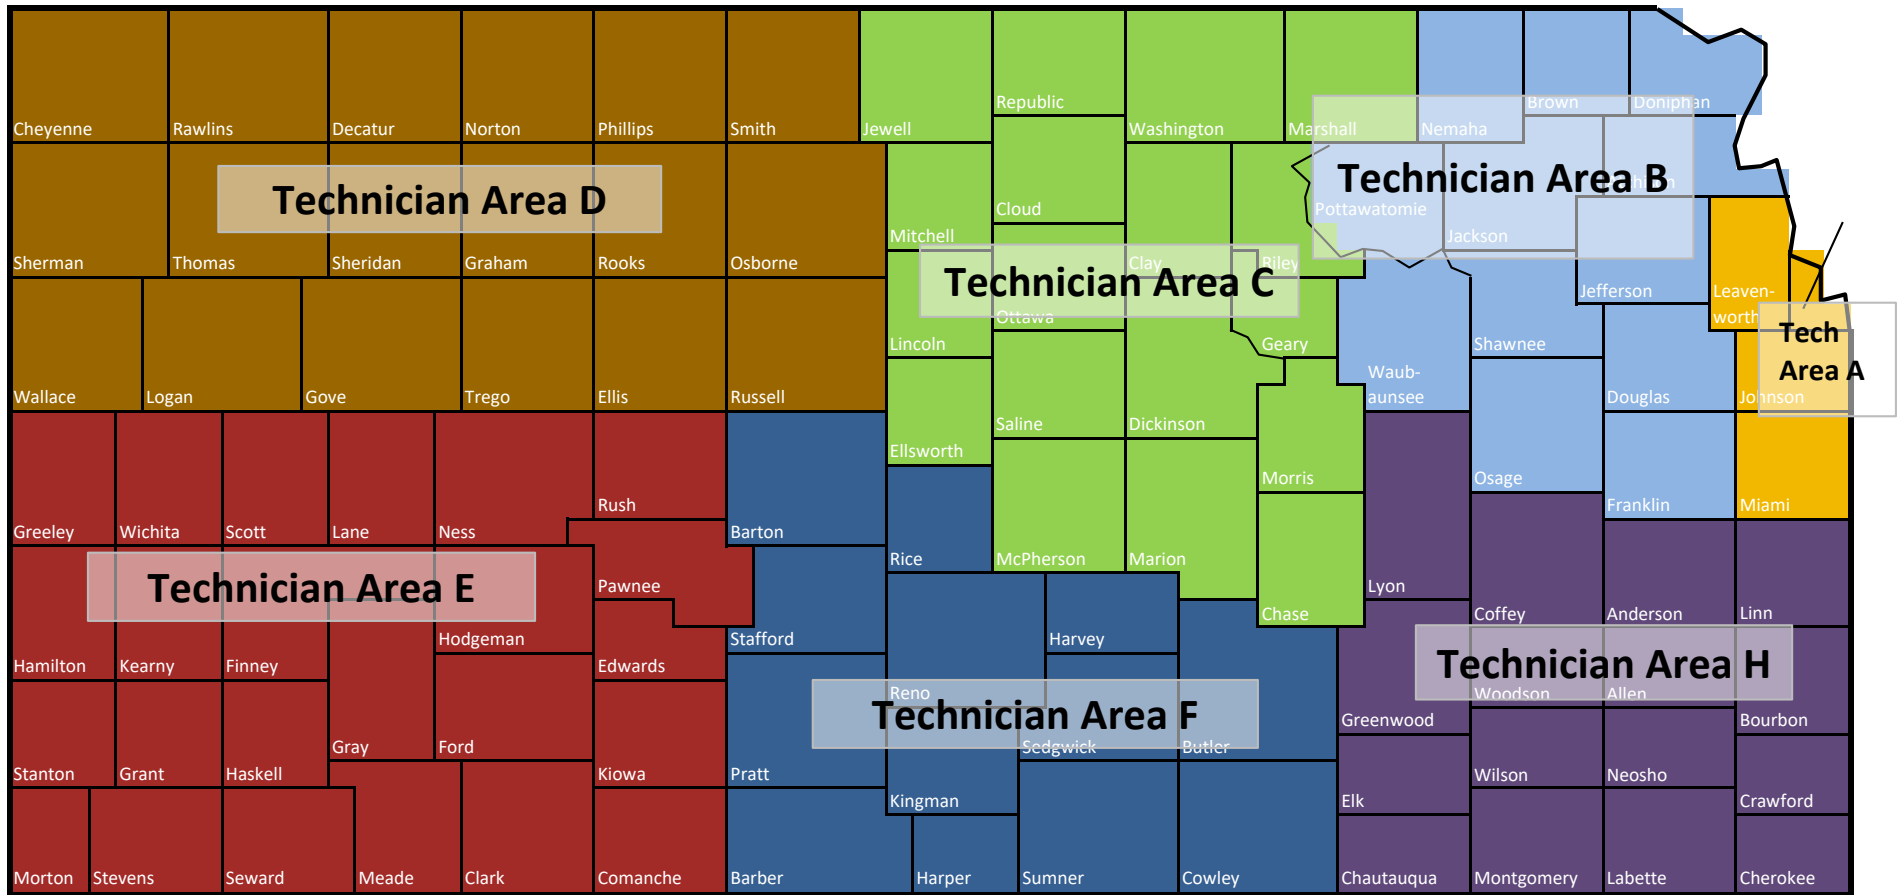 Republic
Brown
Doniphan
Cheyenne
Rawlins
Decatur
Norton
Phillips
Smith
Jewell
Washington
Marshall
Nemaha
Technician Area B
Technician Area D
Cloud
Pottawatomie
Mitchell
Jackson
Sherman
Thomas
Sheridan
Graham
Rooks
Osborne
Clay
Riley
Technician Area C
Jefferson
Leaven-
worth
Ottawa
Tech
Area A
Lincoln
Geary
Shawnee
Waub-
aunsee
Wallace
Logan
Gove
Trego
Ellis
Russell
Douglas
Johnson
Saline
Dickinson
Ellsworth
Morris
Osage
Rush
Franklin
Miami
Greeley
Wichita
Scott
Lane
Ness
Barton
Rice
McPherson
Marion
Technician Area E
Pawnee
Lyon
Chase
Coffey
Anderson
Linn
Hodgeman
Stafford
Harvey
Hamilton
Kearny
Finney
Edwards
Technician Area H
Reno
Woodson
Allen
Technician Area F
Greenwood
Bourbon
Gray
Ford
Sedgwick
Butler
Stanton
Grant
Haskell
Kiowa
Pratt
Wilson
Neosho
Kingman
Elk
Crawford
Morton
Stevens
Seward
Meade
Clark
Comanche
Barber
Harper
Sumner
Cowley
Chautauqua
Montgomery
Labette
Cherokee